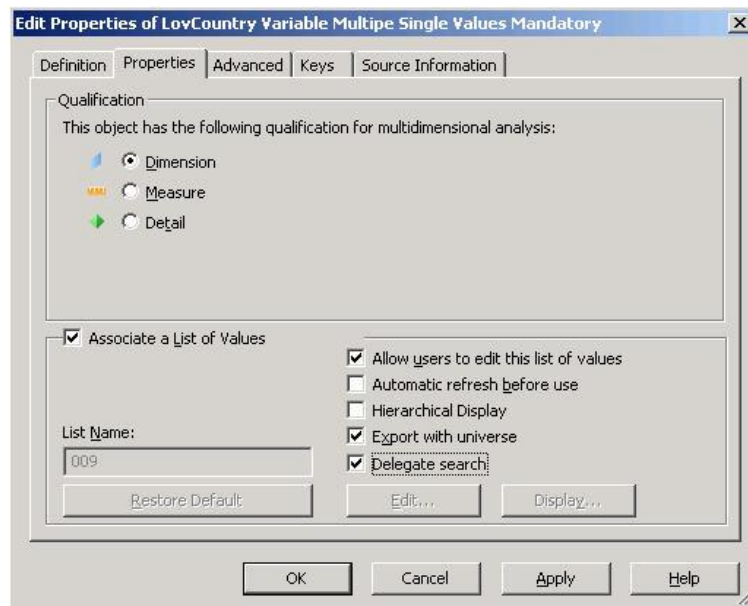 Edit Properties of LovCountry Variable Multipe Single Values Mandatory
Definition Properties Advanced Keys Source Information
Qualification
This object has the following qualification for multidimensional analysis:
Dimension
Measure
Detail
Associate a List of Values
Allow users to edit this list of values
Automatic refresh before use
Hierarchical Display
List Name:
Export with universe
009
Delegate search
Restore Default Edit... Display...
OK Cancel Apply Help